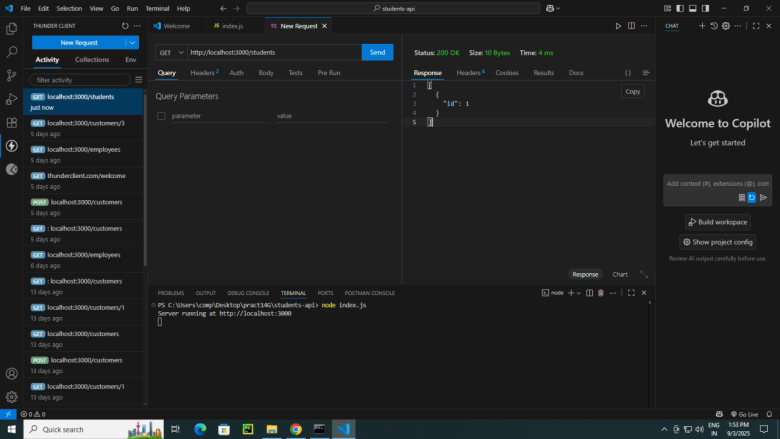 File Edit Selection View Go Run Terminal Help
students-api
THUNDER CLIENT
New Request
Activity Collections Env
filter activity
GET localhost:3000/students
just now
GET localhost:3000/customers/3
5 days ago
GET localhost:3000/employees
5 days ago
GET thunderclient.com/welcome
5 days ago
POST localhost:3000/customers
5 days ago
GET : localhost:3000/customers
5 days ago
GET localhost:3000/employees
6 days ago
GET : localhost:3000/customers
13 days ago
GET localhost:3000/customers/1
13 days ago
GET localhost:3000/customers
13 days ago
POST localhost:3000/customers
13 days ago
GET localhost:3000/customers/1
13 days ago
Welcome JS index.js New Request
GET http://localhost:3000/students Send
Query Headers 2 Auth Body Tests Pre Run
Query Parameters
parameter value
Status: 200 OK Size: 10 Bytes Time: 4 ms
Response Headers 6 Cookies Results Docs { }
Copy
1 [
2 {
3 "id": 1
4 }
5 ]
Response Chart
PROBLEMS OUTPUT DEBUG CONSOLE TERMINAL PORTS POSTMAN CONSOLE
node
PS C:\Users\comp\Desktop\pract14G\students-api> node index.js
Server running at http://localhost:3000
CHAT
Welcome to Copilot
Let's get started
Add context (#), extensions (@), com
Build workspace
Show project config
Review AI output carefully before use.
0 0
Go Live
Quick search
ENG
IN
1:53 PM
9/3/2025